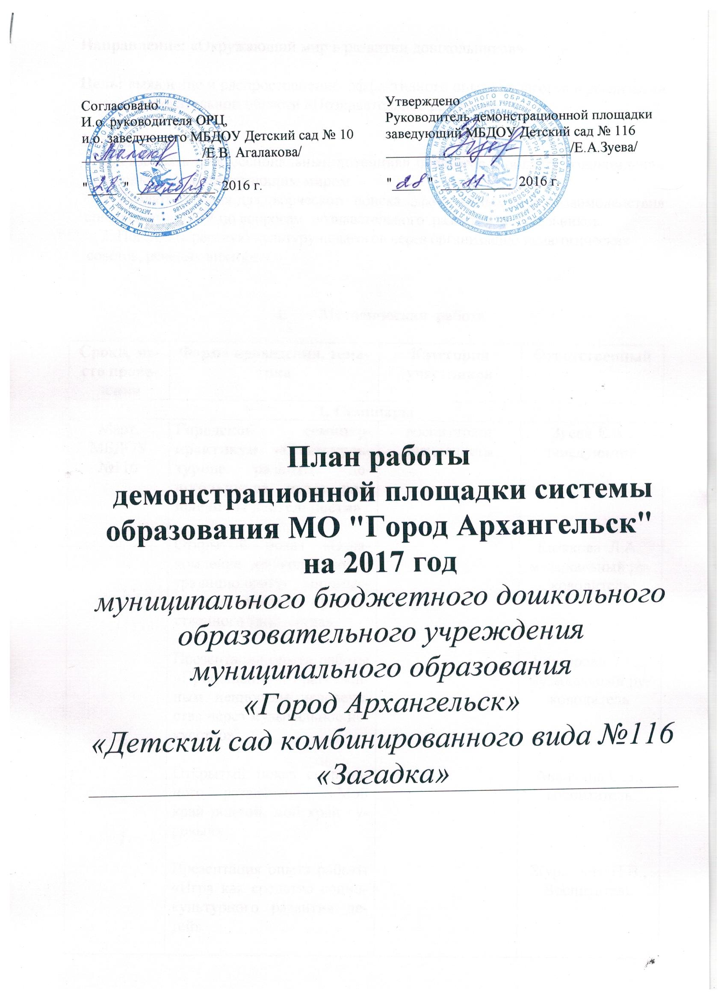 Согласовано
И.о. руководителя ОРЦ,
и.о. заведующего МБДОУ Детский сад № 10
/Е.В. Агалакова/
"28" ноября 2016 г.
Утверждено
Руководитель демонстрационной площадки
заведующий МБДОУ Детский сад № 116
/Е.А.Зуева/
"28" 11 2016 г.
План работы
демонстрационной площадки системы
образования МО "Город Архангельск"
на 2017 год
муниципального бюджетного дошкольного
образовательного учреждения
муниципального образования
«Город Архангельск»
«Детский сад комбинированного вида №116
«Загадка»